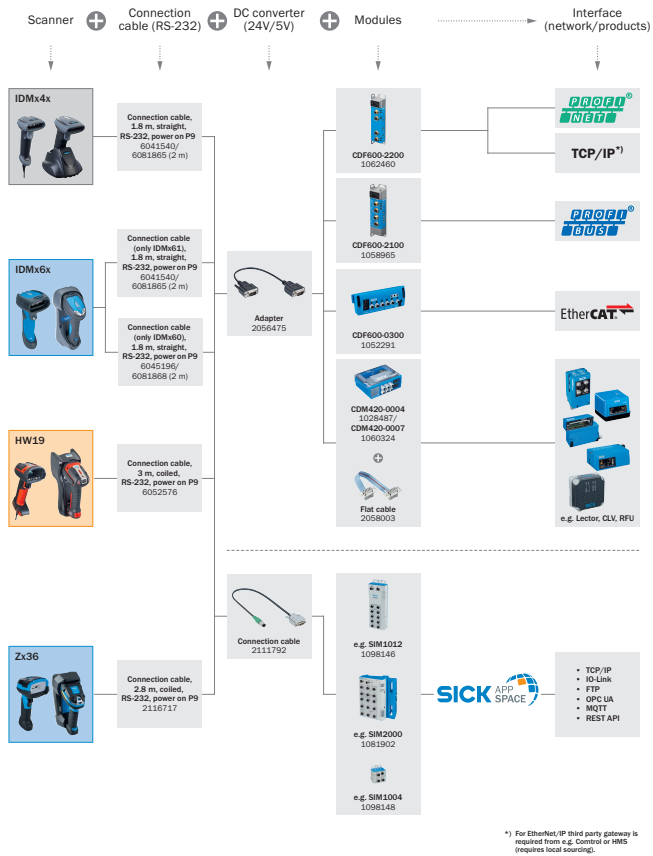 Scanner
Connection
cable (RS-232)
DC converter
(24V/5V)
Modules
Interface
(network/products)
IDMx4x
Connection cable,
1.8 m, straight,
RS-232, power on P9
6041540/
6081865 (2 m)
CDF600-2200
1062460
PROFI
NET®
TCP/IP*)
CDF600-2100
1058965
PROFI®
BUS
IDMx6x
Connection cable
(only IDMx61),
1.8 m, straight,
RS-232, power on P9
6041540/
6081865 (2 m)
Connection cable
(only IDMx60),
1.8 m, straight,
RS-232, power on P9
6045196/
6081868 (2 m)
Adapter
2056475
CDF600-0300
1052291
EtherCAT®
CDM420-0004
1028487/
CDM420-0007
1060324
Flat cable
2058003
e.g. Lector, CLV, RFU
HW19
Connection cable,
3 m, coiled,
RS-232, power on P9
6052576
Connection cable
2111792
e.g. SIM1012
1098146
Zx36
Connection cable,
2.8 m, coiled,
RS-232, power on P9
2116717
e.g. SIM2000
1081902
SICK APP
SPACE
• TCP/IP
• IO-Link
• FTP
• OPC UA
• MQTT
• REST API
e.g. SIM1004
1098148
*) For EtherNet/IP third party gateway is
required from e.g. Comtrol or HMS
(requires local sourcing).